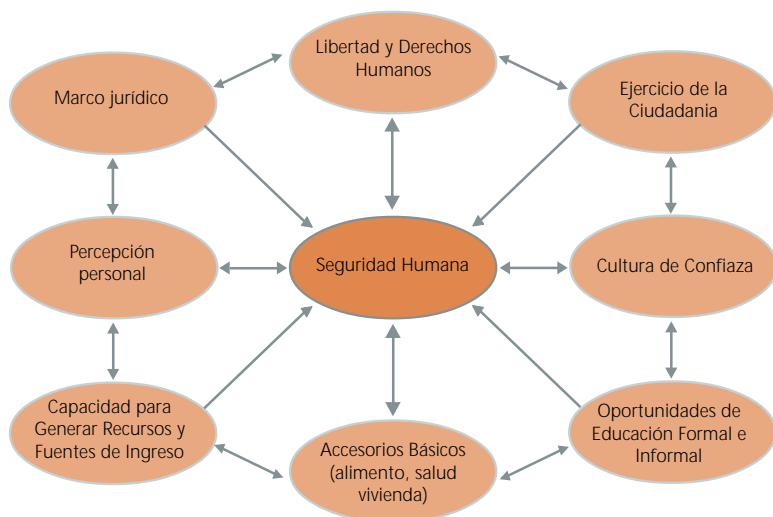 Libertad y Derechos
Humanos
Marco jurídico
Ejercicio de la
Ciudadania
Percepción
personal
Seguridad Humana
Cultura de Confiaza
Capacidad para
Generar Recursos y
Fuentes de Ingreso
Accesorios Básicos
(alimento, salud
vivienda)
Oportunidades de
Educación Formal e
Informal